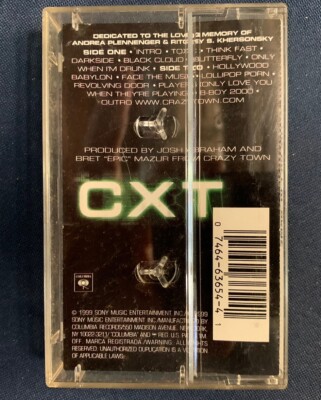 DEDICATED TO THE LOVING MEMORY OF
ANDREA PLENNENGER & S. KHERSONSKY
SIDE ONE • INTRO • TOXIC • THINK FAST •
DARKSIDE • BLACK CLOUD • BUTTERFLY • ONLY
WHEN I'M DRUNK • SIDE TWO • HOLLYWOOD
BABYLON • FACE THE MUSIC • LOLLIPOP PORN •
REVOLVING DOOR • PLAYERS (ONLY LOVE YOU
WHEN THEY'RE PLAYING) • B-BOY 2000 •
OUTRO WWW.CRAZYTOWN.COM
PRODUCED BY JOSH ABRAHAM AND
BRET "EPIC" MAZUR FROM CRAZY TOWN
CXT
COLUMBIA
0 7464-63654-4 1
© 1999 SONY MUSIC ENTERTAINMENT INC./℗ 1999
SONY MUSIC ENTERTAINMENT INC./MANUFACTURED BY
COLUMBIA RECORDS/550 MADISON AVENUE, NEW YORK,
NY 10022-3211/"COLUMBIA" AND REG. U.S. PAT. & TM.
OFF. MARCA REGISTRADA./WARNING: ALL RIGHTS
RESERVED. UNAUTHORIZED DUPLICATION IS A VIOLATION
OF APPLICABLE LAWS.